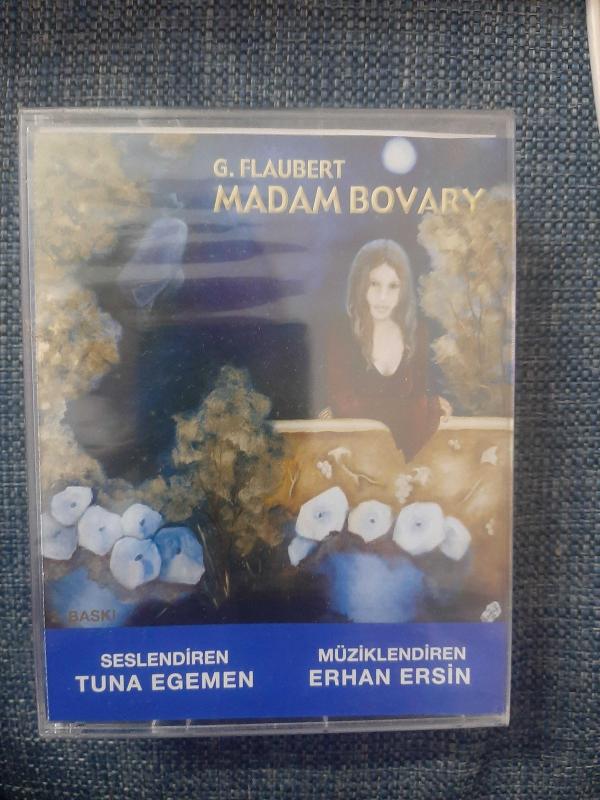 G. FLAUBERT
MADAM BOVARY
BASKI
SESLENDİREN
TUNA EGEMEN
MÜZİKLENDİREN
ERHAN ERSİN